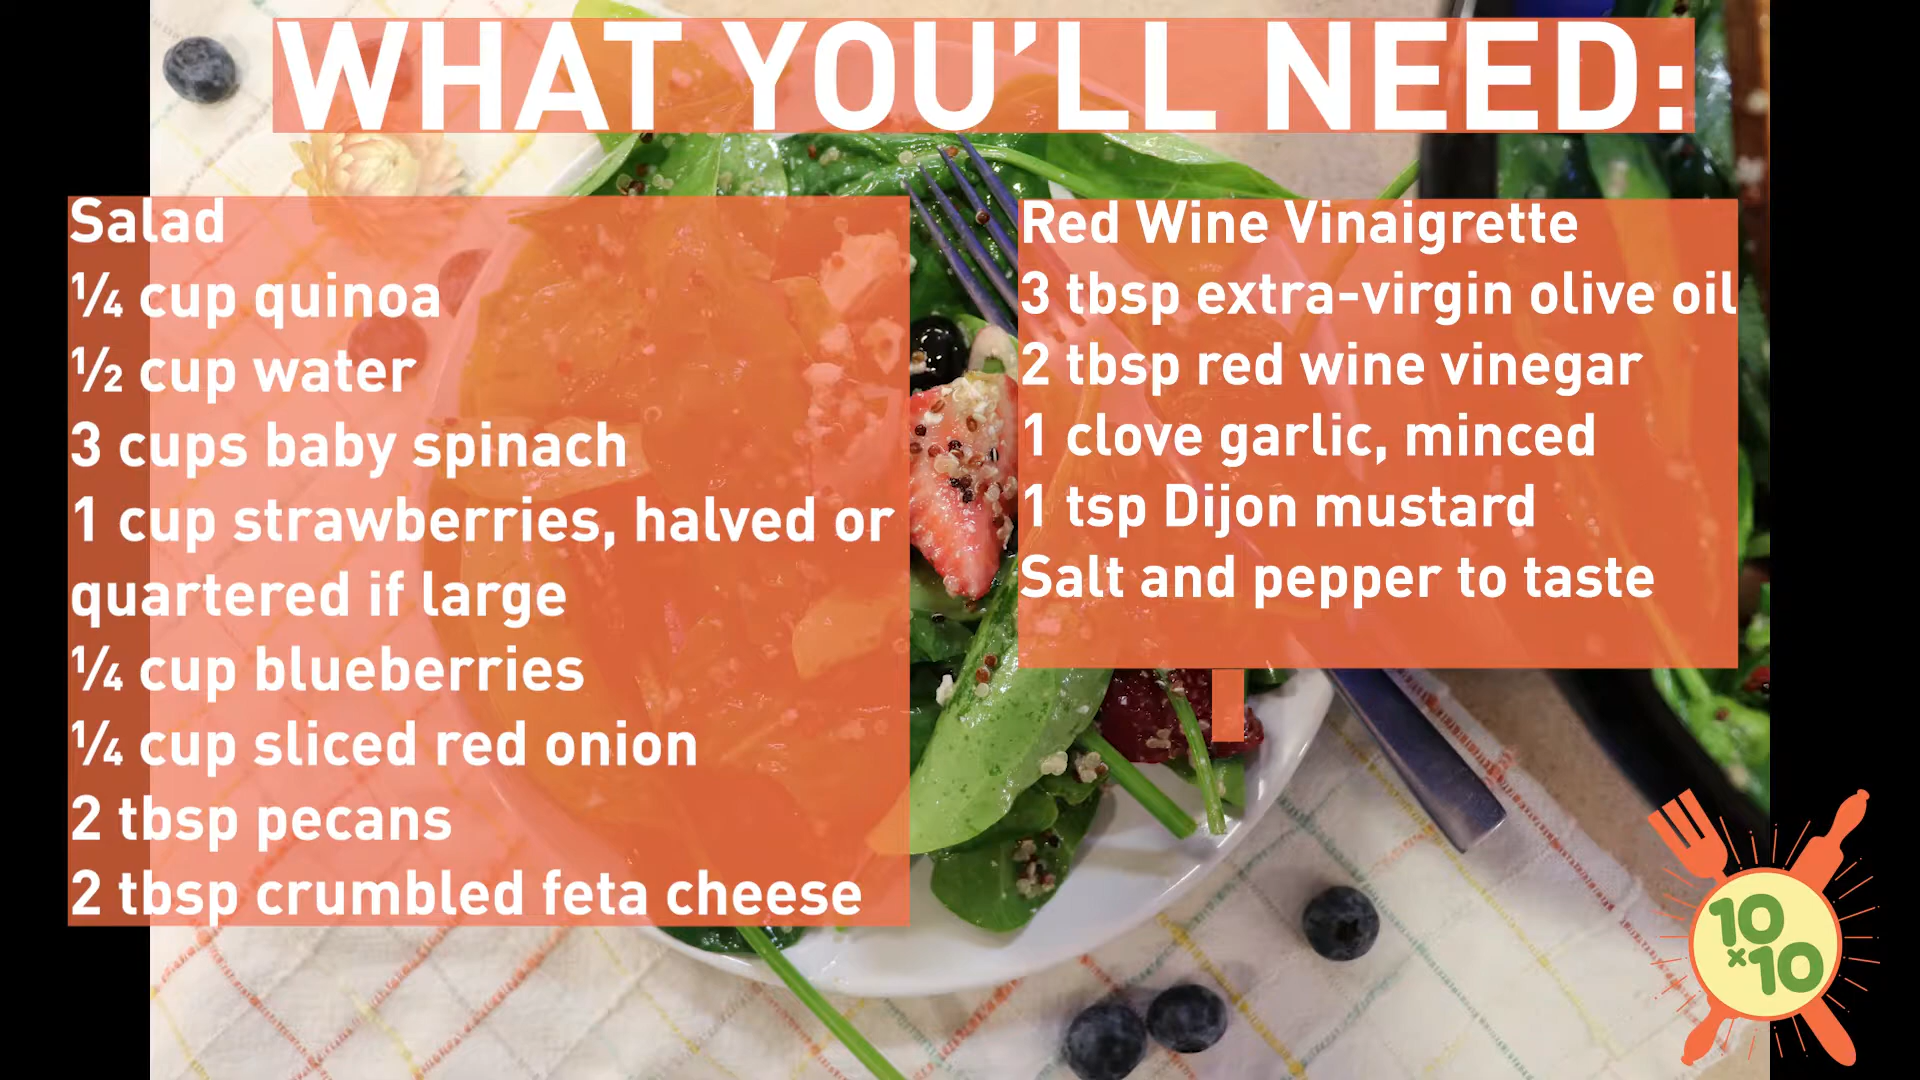 WHAT YOU’LL NEED:
Salad
¼ cup quinoa
½ cup water
3 cups baby spinach
1 cup strawberries, halved or
quartered if large
¼ cup blueberries
¼ cup sliced red onion
2 tbsp pecans
2 tbsp crumbled feta cheese
Red Wine Vinaigrette
3 tbsp extra-virgin olive oil
2 tbsp red wine vinegar
1 clove garlic, minced
1 tsp Dijon mustard
Salt and pepper to taste
10
x10